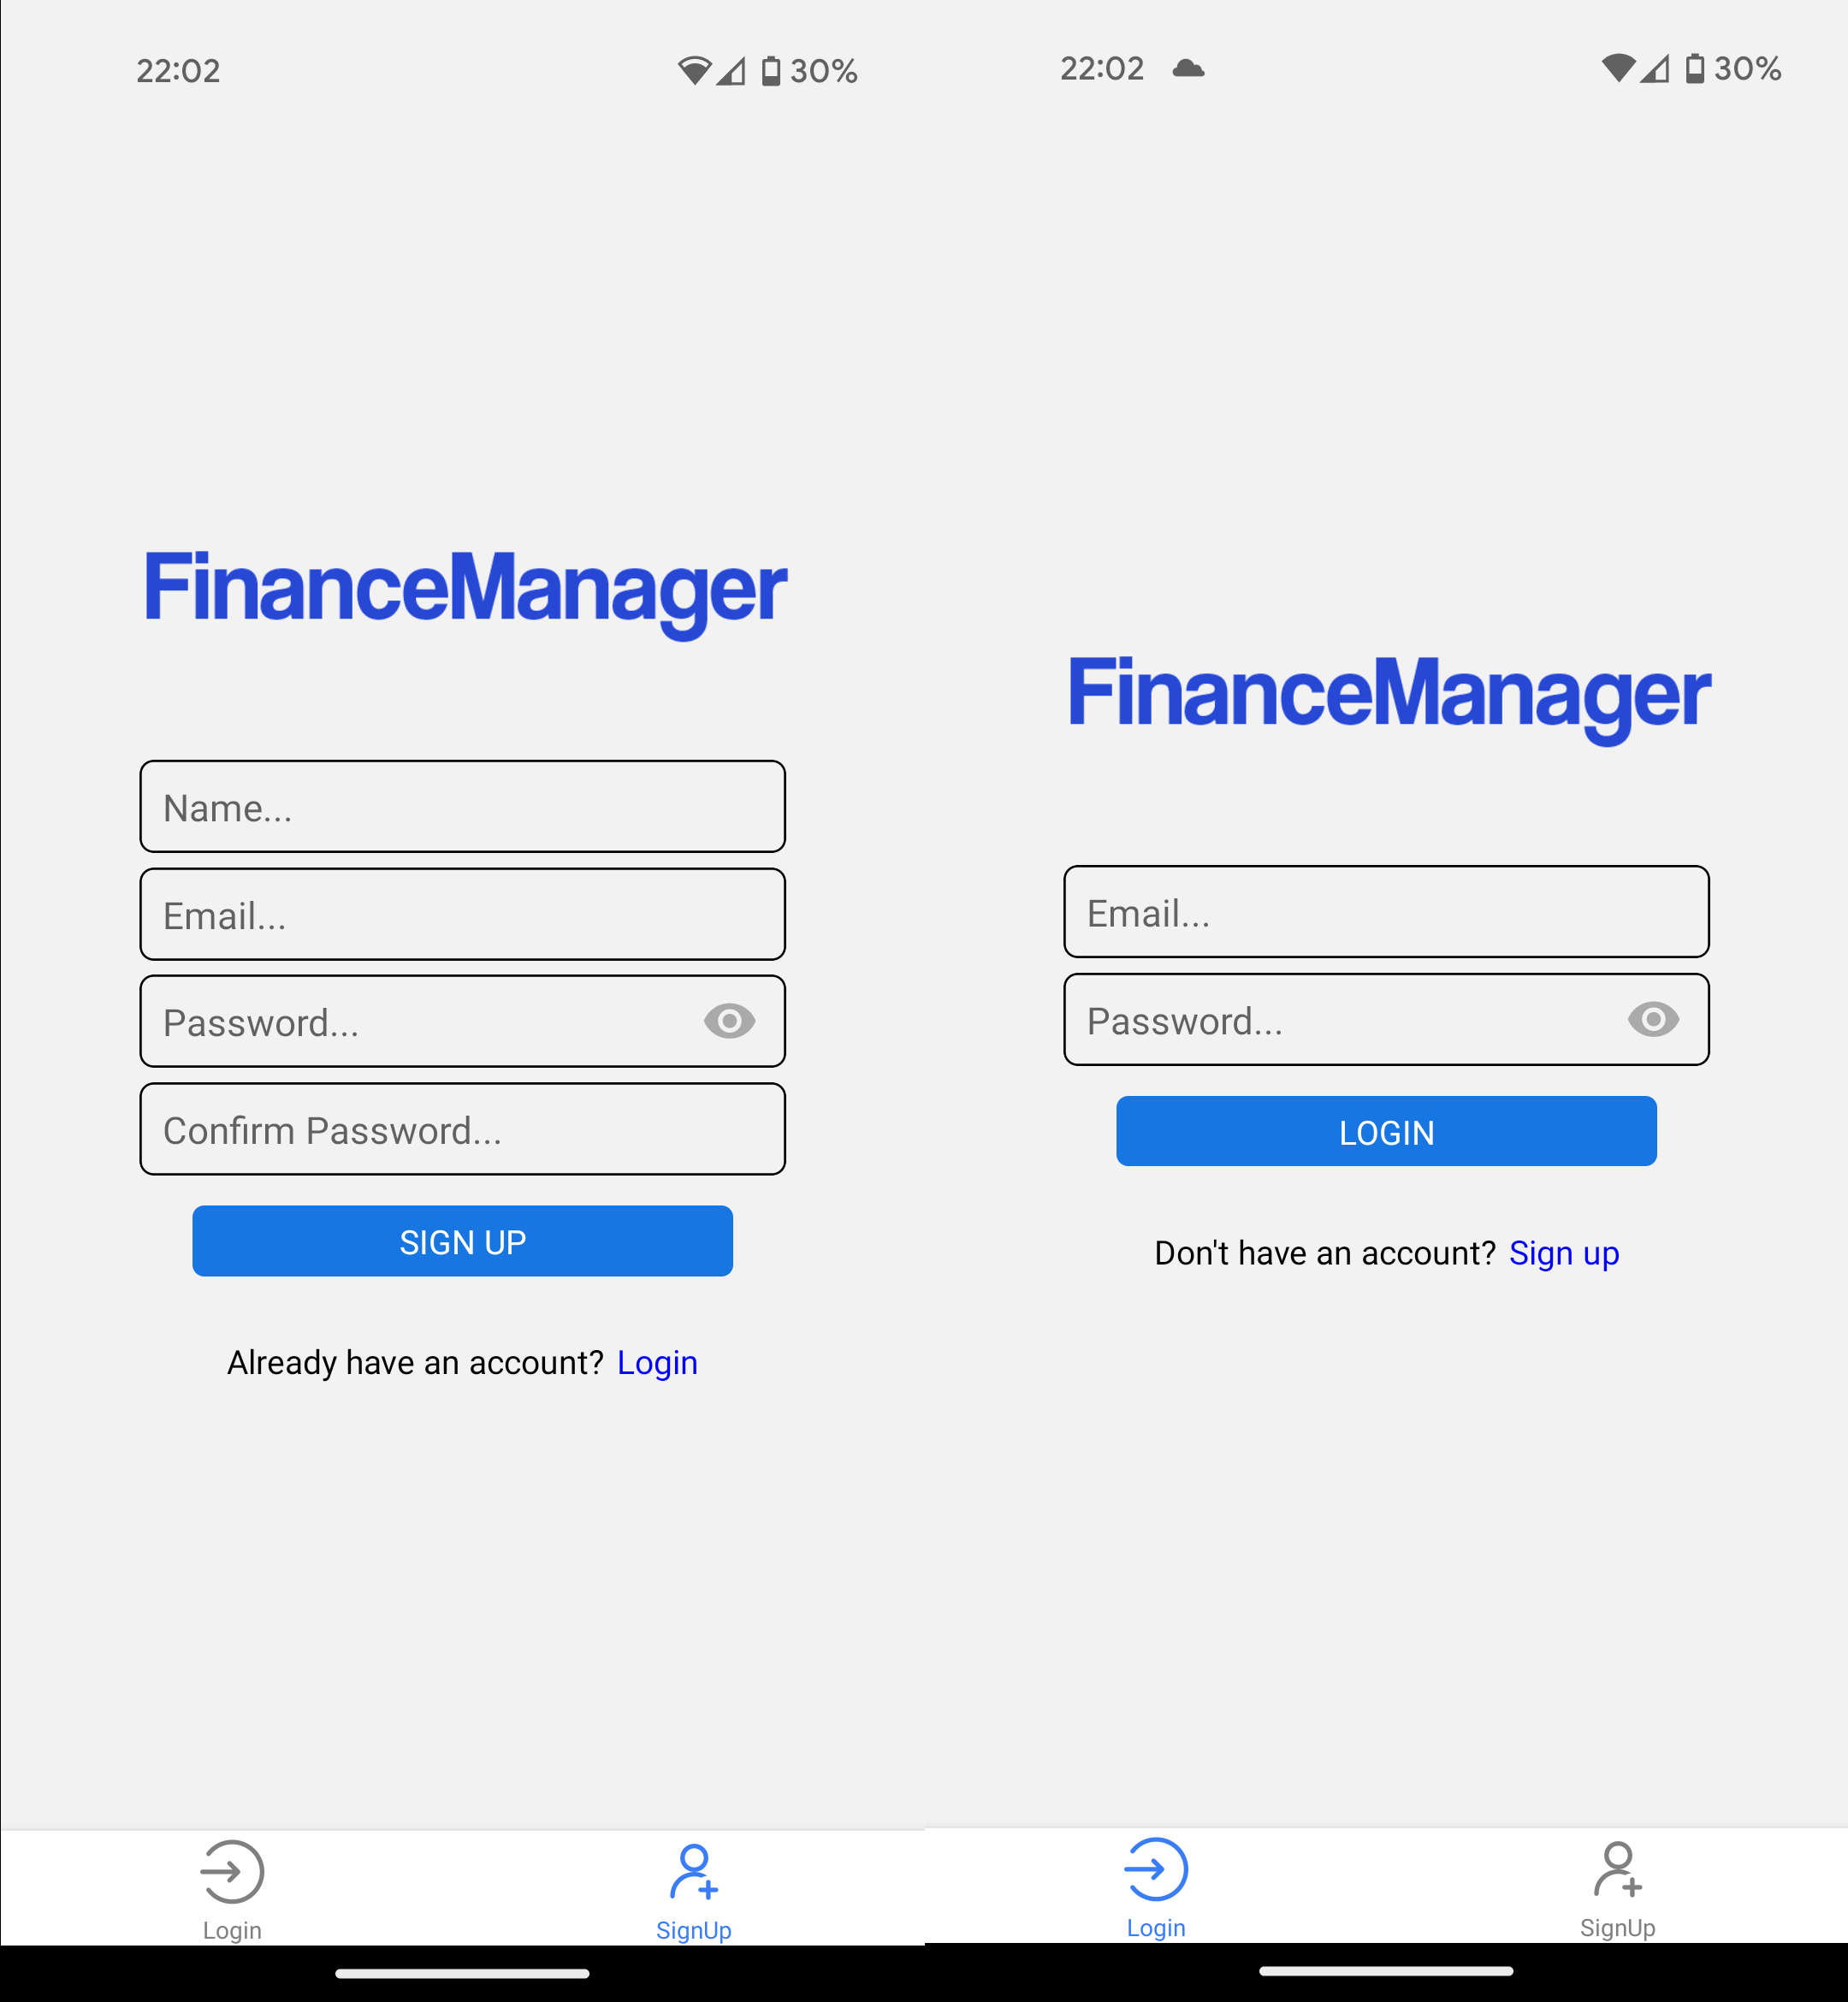 22:02 30%
FinanceManager
Name...
Email...
Password...
Confirm Password...
SIGN UP
Already have an account? Login
Login SignUp
22:02 30%
FinanceManager
Email...
Password...
LOGIN
Don't have an account? Sign up
Login SignUp